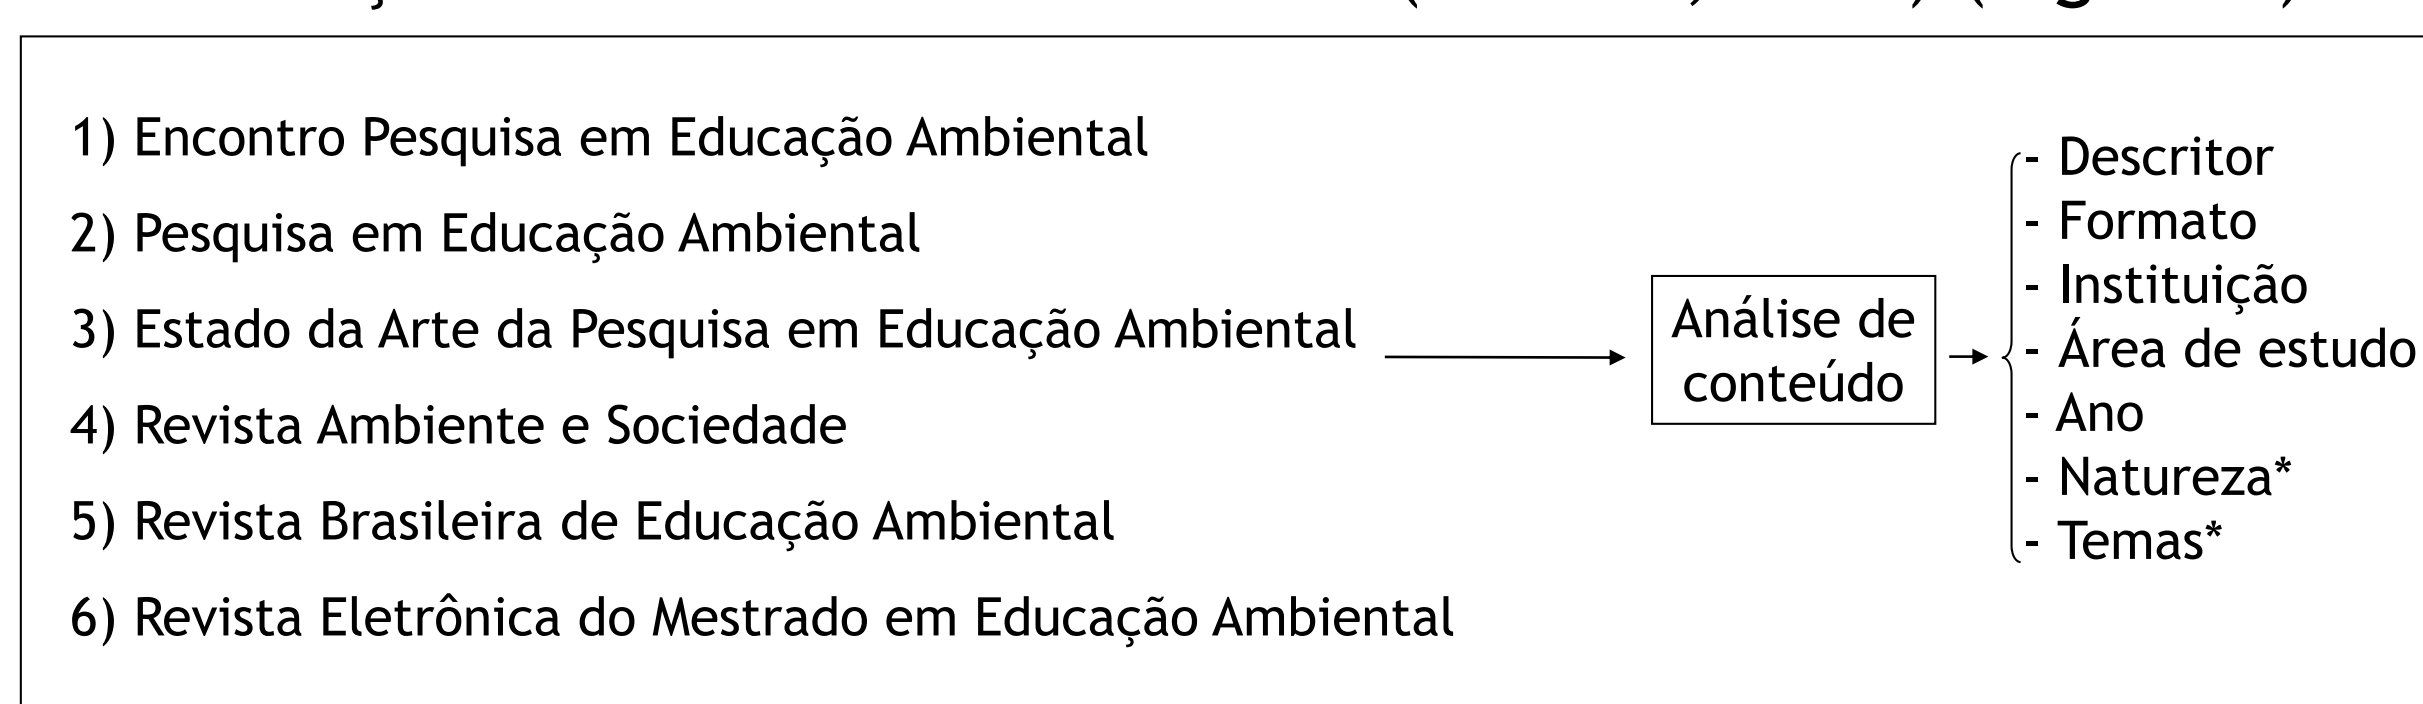 1) Encontro Pesquisa em Educação Ambiental
2) Pesquisa em Educação Ambiental
3) Estado da Arte da Pesquisa em Educação Ambiental
4) Revista Ambiente e Sociedade
5) Revista Brasileira de Educação Ambiental
6) Revista Eletrônica do Mestrado em Educação Ambiental
Análise de
conteúdo
- Descritor
- Formato
- Instituição
- Área de estudo
- Ano
- Natureza*
- Temas*